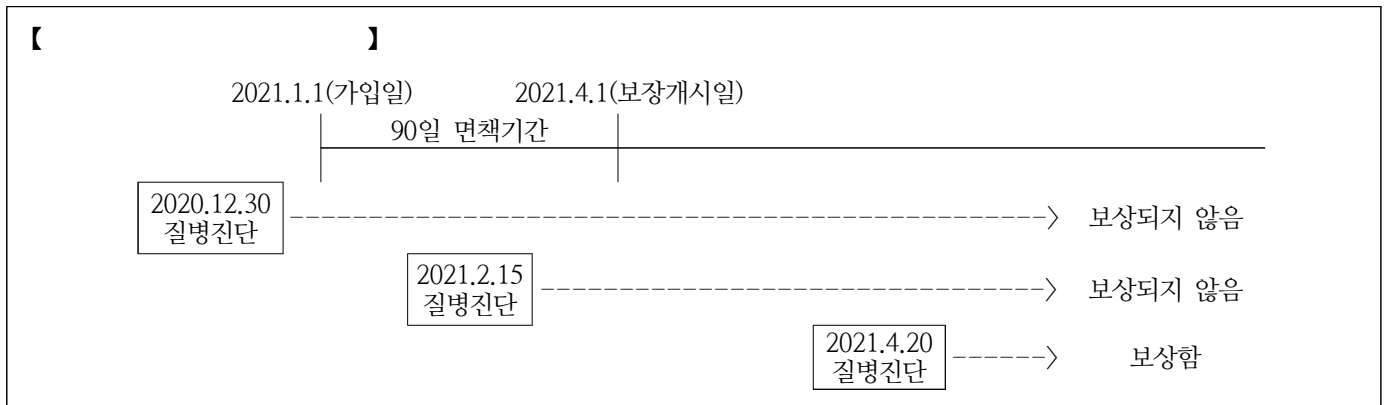 【 】
2021.1.1(가입일) 2021.4.1(보장개시일)
90일 면책기간
2020.12.30
질병진단
보상되지 않음
2021.2.15
질병진단
보상되지 않음
2021.4.20
질병진단
보상함